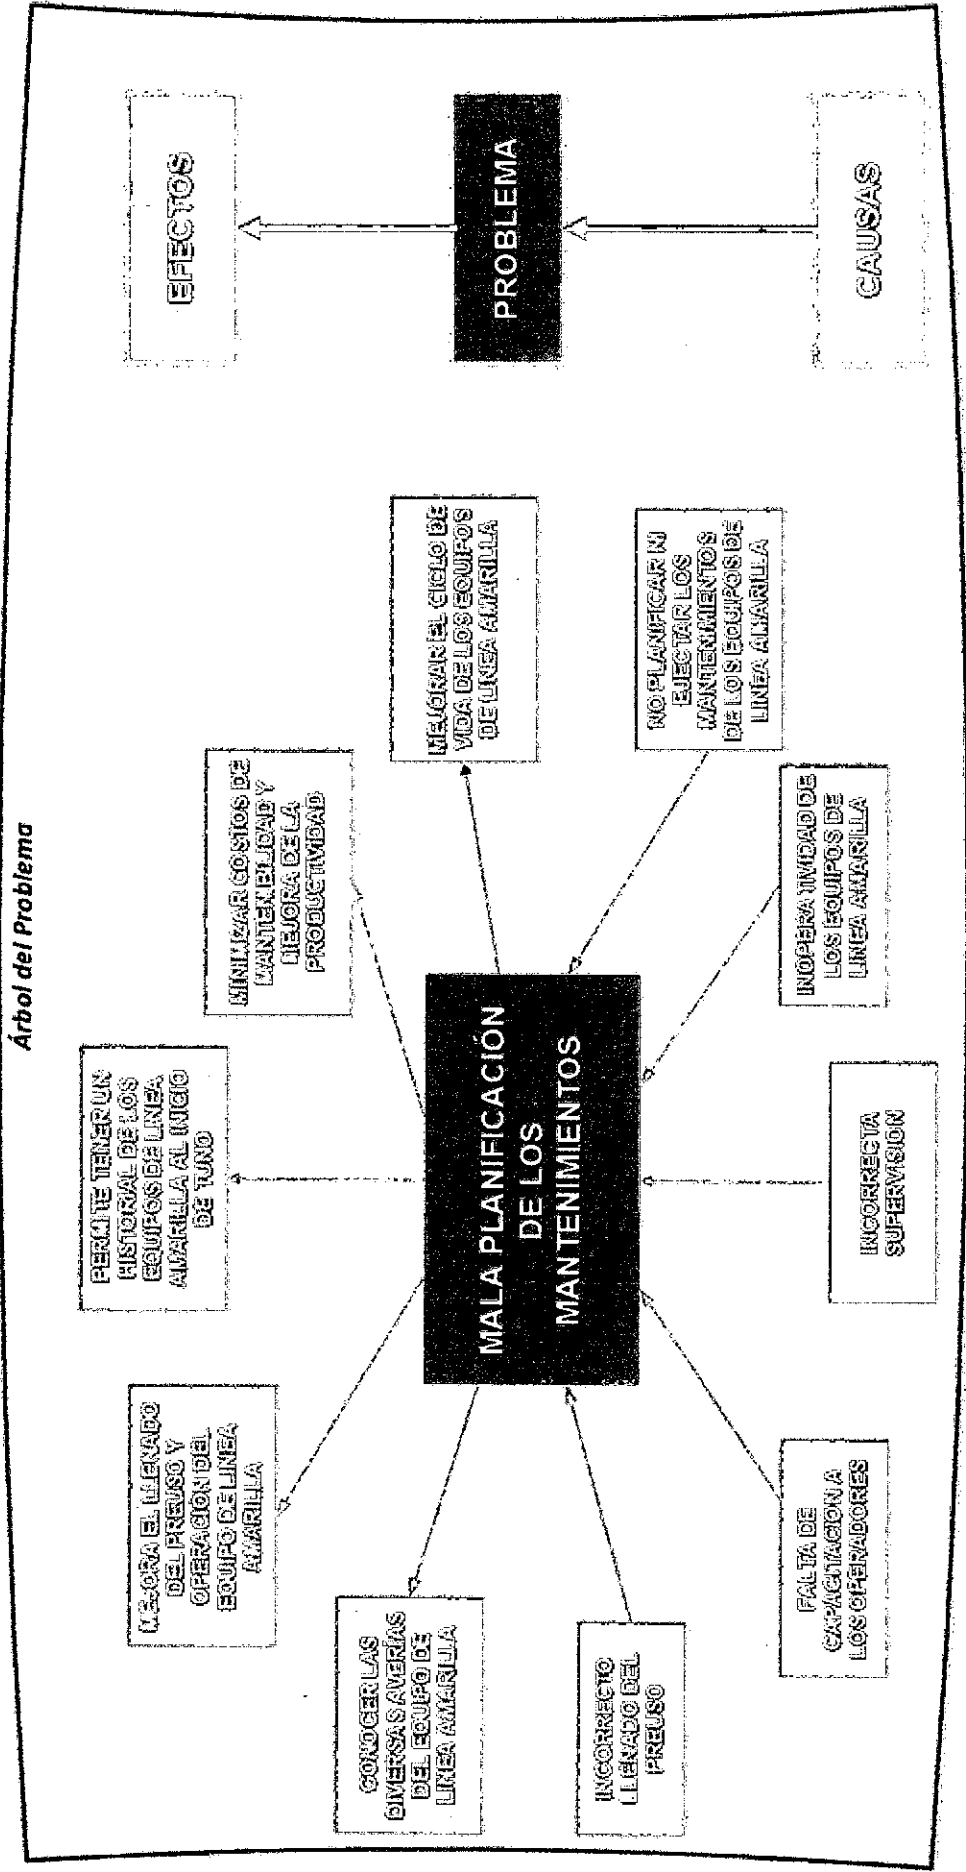 Árbol del Problema
PERMITE TENER UN
HISTORIAL DE LOS
EQUIPOS DE LINEA
AMARILLA AL INICIO
DE TUNO
MEJORA EL LLENADO
DEL PREUSO Y
OPERACIÓN DEL
EQUIPO DE LINEA
AMARILLA
MINIMIZAR COSTOS DE
MANTENIBILIDAD Y
MEJORA DE LA
PRODUCTIVIDAD
EFECTOS
CONOCER LAS
DIVERSAS AVERÍAS
DEL EQUIPO DE
LINEA AMARILLA
MEJORAR EL CICLO DE
VIDA DE LOS EQUIPOS
DE LINEA AMARILLA
MALA PLANIFICACIÓN
DE LOS
MANTENIMIENTOS
PROBLEMA
INCORRECTO
LLENADO DEL
PREUSO
NO PLANIFICAR NI
EJECTAR LOS
MANTENIMIENTOS
DE LOS EQUIPOS DE
LINEA AMARILLA
FALTA DE
CAPACITACION A
LOS OPERADORES
INCORRECTA
SUPERVISION
INOPERATIVIDAD DE
LOS EQUIPOS DE
LINEA AMARILLA
CAUSAS